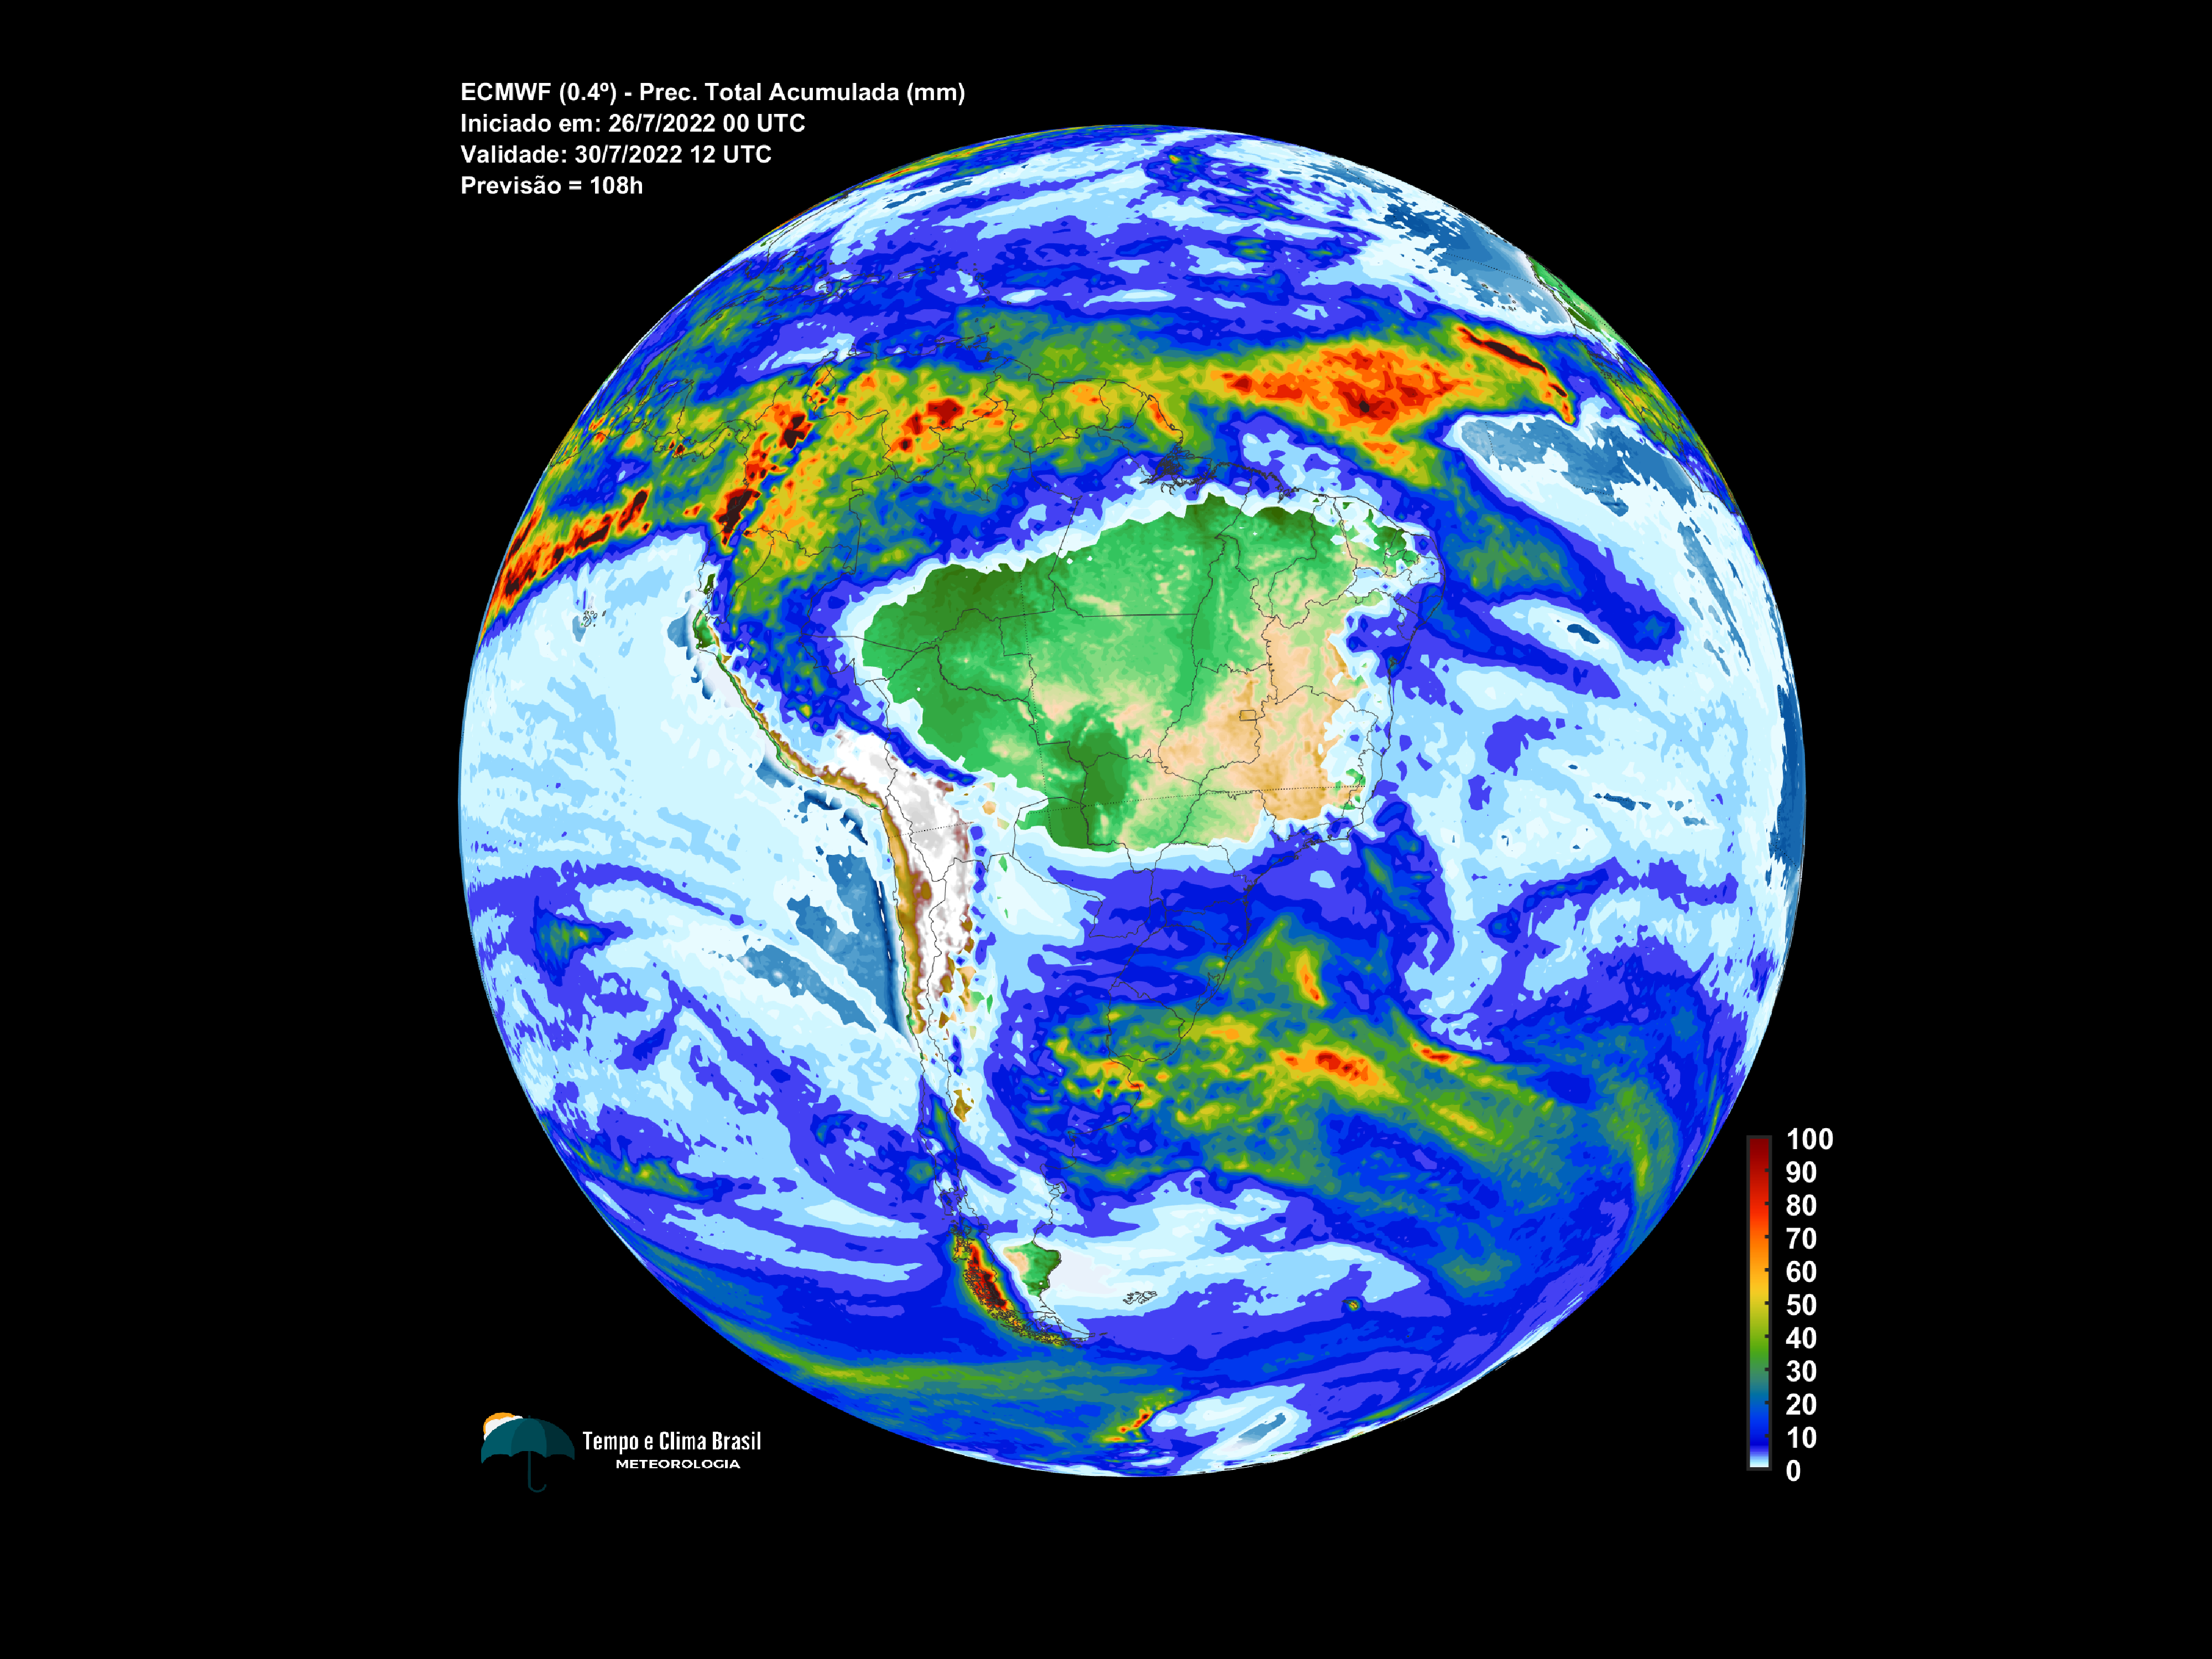 ECMWF (0.4º) - Prec. Total Acumulada (mm)
Iniciado em: 26/7/2022 00 UTC
Validade: 30/7/2022 12 UTC
Previsão = 108h
100
90
80
70
60
50
40
30
20
10
0
Tempo e Clima Brasil
METEOROLOGIA